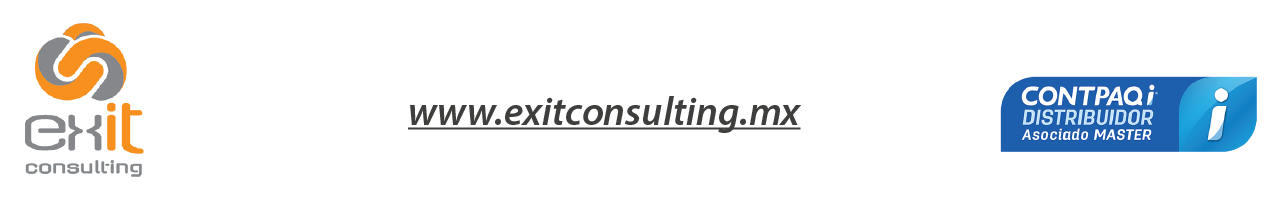 exit
consulting
www.exitconsulting.mx
CONTPAQi
DISTRIBUIDOR
Asociado MASTER
i